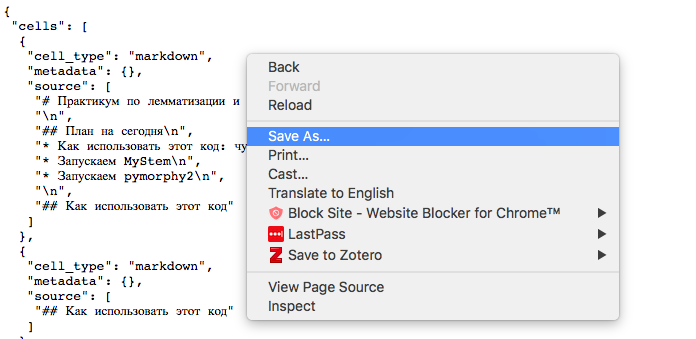 {
"cells": [
{
"cell_type": "markdown",
"metadata": {},
"source": [
"# Практикум по лемматизации и
"\n",
"## План на сегодня\n",
"* Как использовать этот код: чу
"* Запускаем MyStem\n",
"* Запускаем pymorphy2\n",
"\n",
"## Как использовать этот код"
]
},
{
"cell_type": "markdown",
"metadata": {},
"source": [
"## Как использовать этот код"
]
Back
Forward
Reload
Save As...
Print...
Cast...
Translate to English
Block Site - Website Blocker for Chrome™
LastPass
Save to Zotero
View Page Source
Inspect